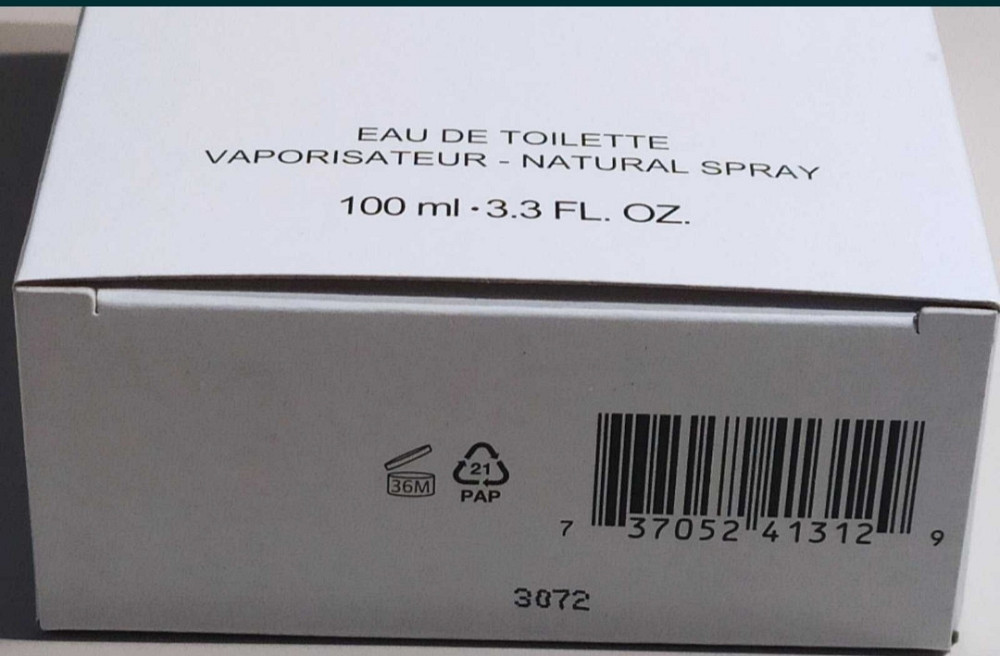 EAU DE TOILETTE
VAPORISATEUR - NATURAL SPRAY
100 ml · 3.3 FL. OZ.
36M
21
PAP
7 37052 41312 9
3072